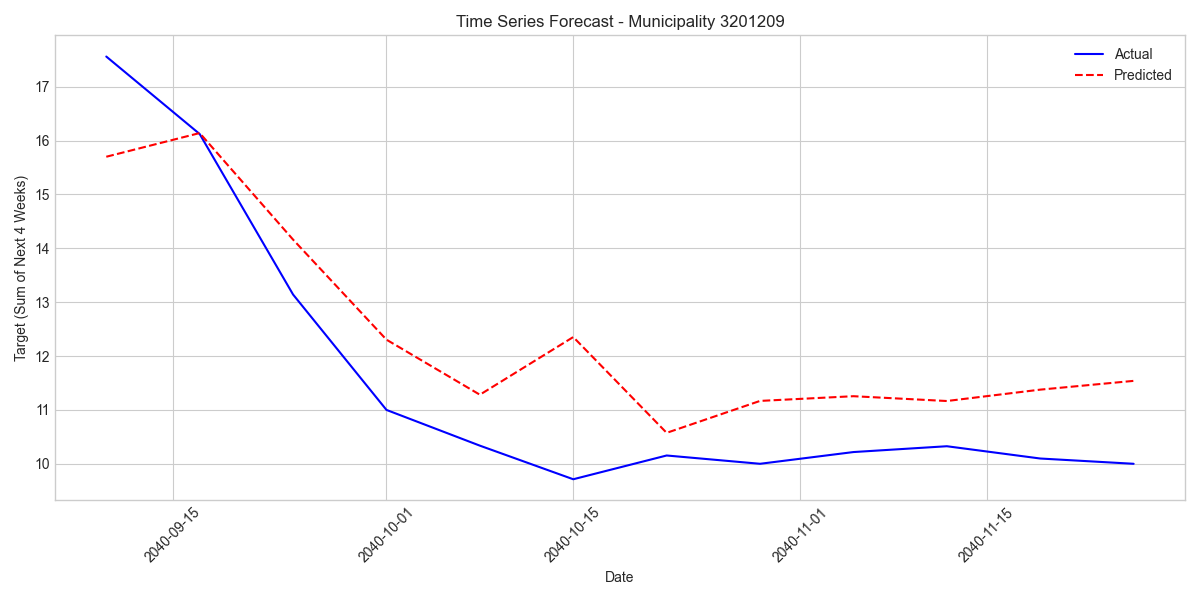 Time Series Forecast - Municipality 3201209
Actual
Predicted
Target (Sum of Next 4 Weeks)
17
16
15
14
13
12
11
10
2040-09-15
2040-10-01
2040-10-15
2040-11-01
2040-11-15
Date